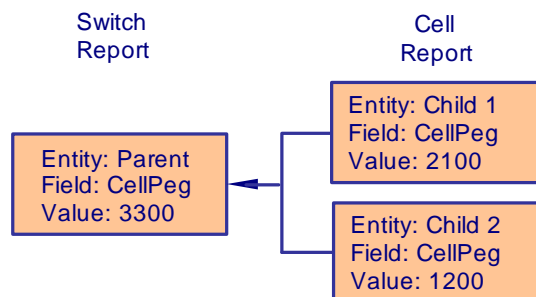 Switch
Report
Cell
Report
Entity: Parent
Field: CellPeg
Value: 3300
Entity: Child 1
Field: CellPeg
Value: 2100
Entity: Child 2
Field: CellPeg
Value: 1200